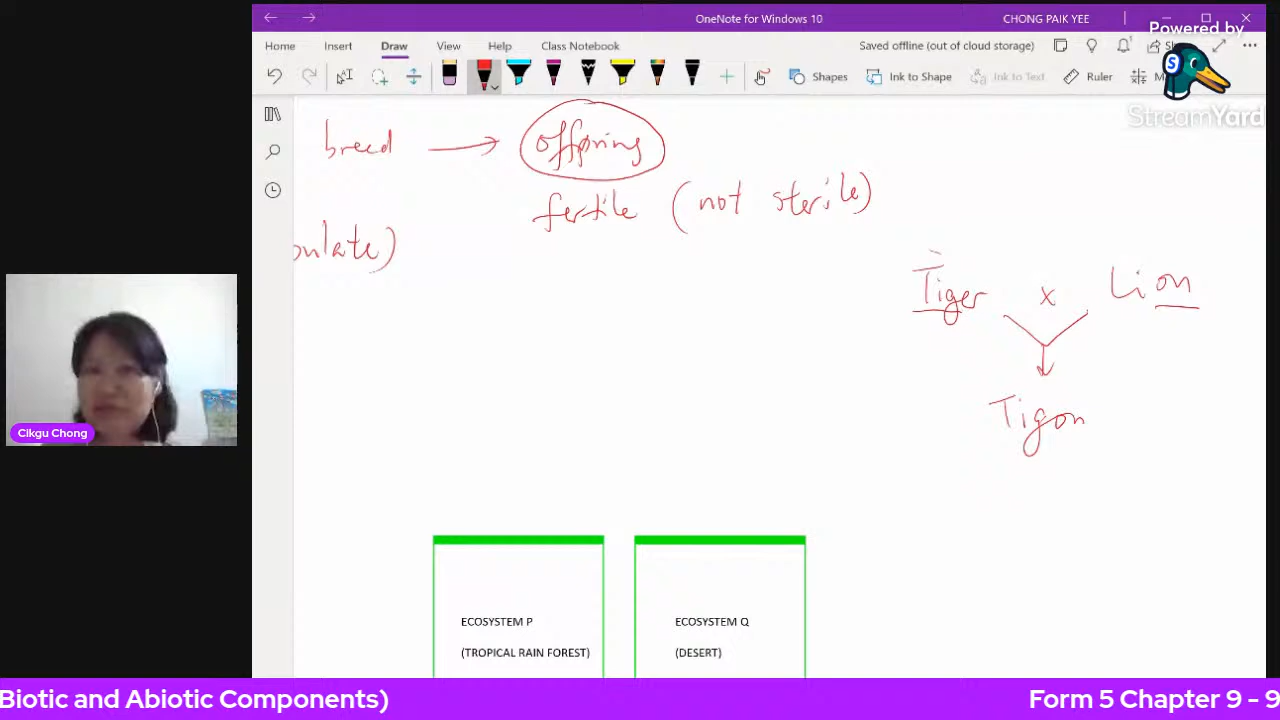 OneNote for Windows 10
CHONG PAIK YEE
Powered by
Home Insert Draw View Help Class Notebook
Saved offline (out of cloud storage)
Shapes Ink to Shape Ink to Text Ruler
StreamYard
breed → offpring
fertile (not sterile)
Tiger x Lion
Tigon
Cikgu Chong
ECOSYSTEM P
(TROPICAL RAIN FOREST)
ECOSYSTEM Q
(DESERT)
Biotic and Abiotic Components)
Form 5 Chapter 9 - 9